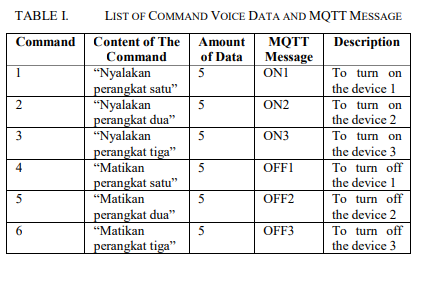 TABLE I. LIST OF COMMAND VOICE DATA AND MQTT MESSAGE
Command Content of The Command Amount of Data MQTT Message Description
1 “Nyalakan perangkat satu” 5 ON1 To turn on the device 1
2 “Nyalakan perangkat dua” 5 ON2 To turn on the device 2
3 “Nyalakan perangkat tiga” 5 ON3 To turn on the device 3
4 “Matikan perangkat satu” 5 OFF1 To turn off the device 1
5 “Matikan perangkat dua” 5 OFF2 To turn off the device 2
6 “Matikan perangkat tiga” 5 OFF3 To turn off the device 3